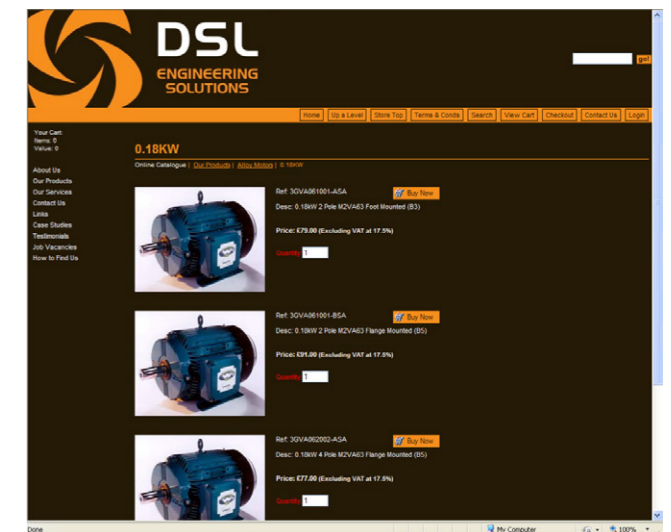 DSL
ENGINEERING
SOLUTIONS
go!
Home Up a Level Store Top Terms & Conds Search View Cart Checkout Contact Us Login
Your Cart:
Items: 0
Value: 0
About Us
Our Products
Our Services
Contact Us
Links
Case Studies
Testimonials
Job Vacancies
How to Find Us
0.18KW
Online Catalogue | Our Products | Alloy Motors | 0.18KW
Ref: 3GVA061001-ASA
Buy Now
Desc: 0.18kW 2 Pole M2VA63 Foot Mounted (B3)
Price: £79.00 (Excluding VAT at 17.5%)
Quantity 1
Ref: 3GVA061001-BSA
Buy Now
Desc: 0.18kW 2 Pole M2VA63 Flange Mounted (B5)
Price: £91.00 (Excluding VAT at 17.5%)
Quantity 1
Ref: 3GVA062002-ASA
Buy Now
Desc: 0.18kW 4 Pole M2VA63 Flange Mounted (B5)
Price: £77.00 (Excluding VAT at 17.5%)
Quantity 1
Done
My Computer
100%